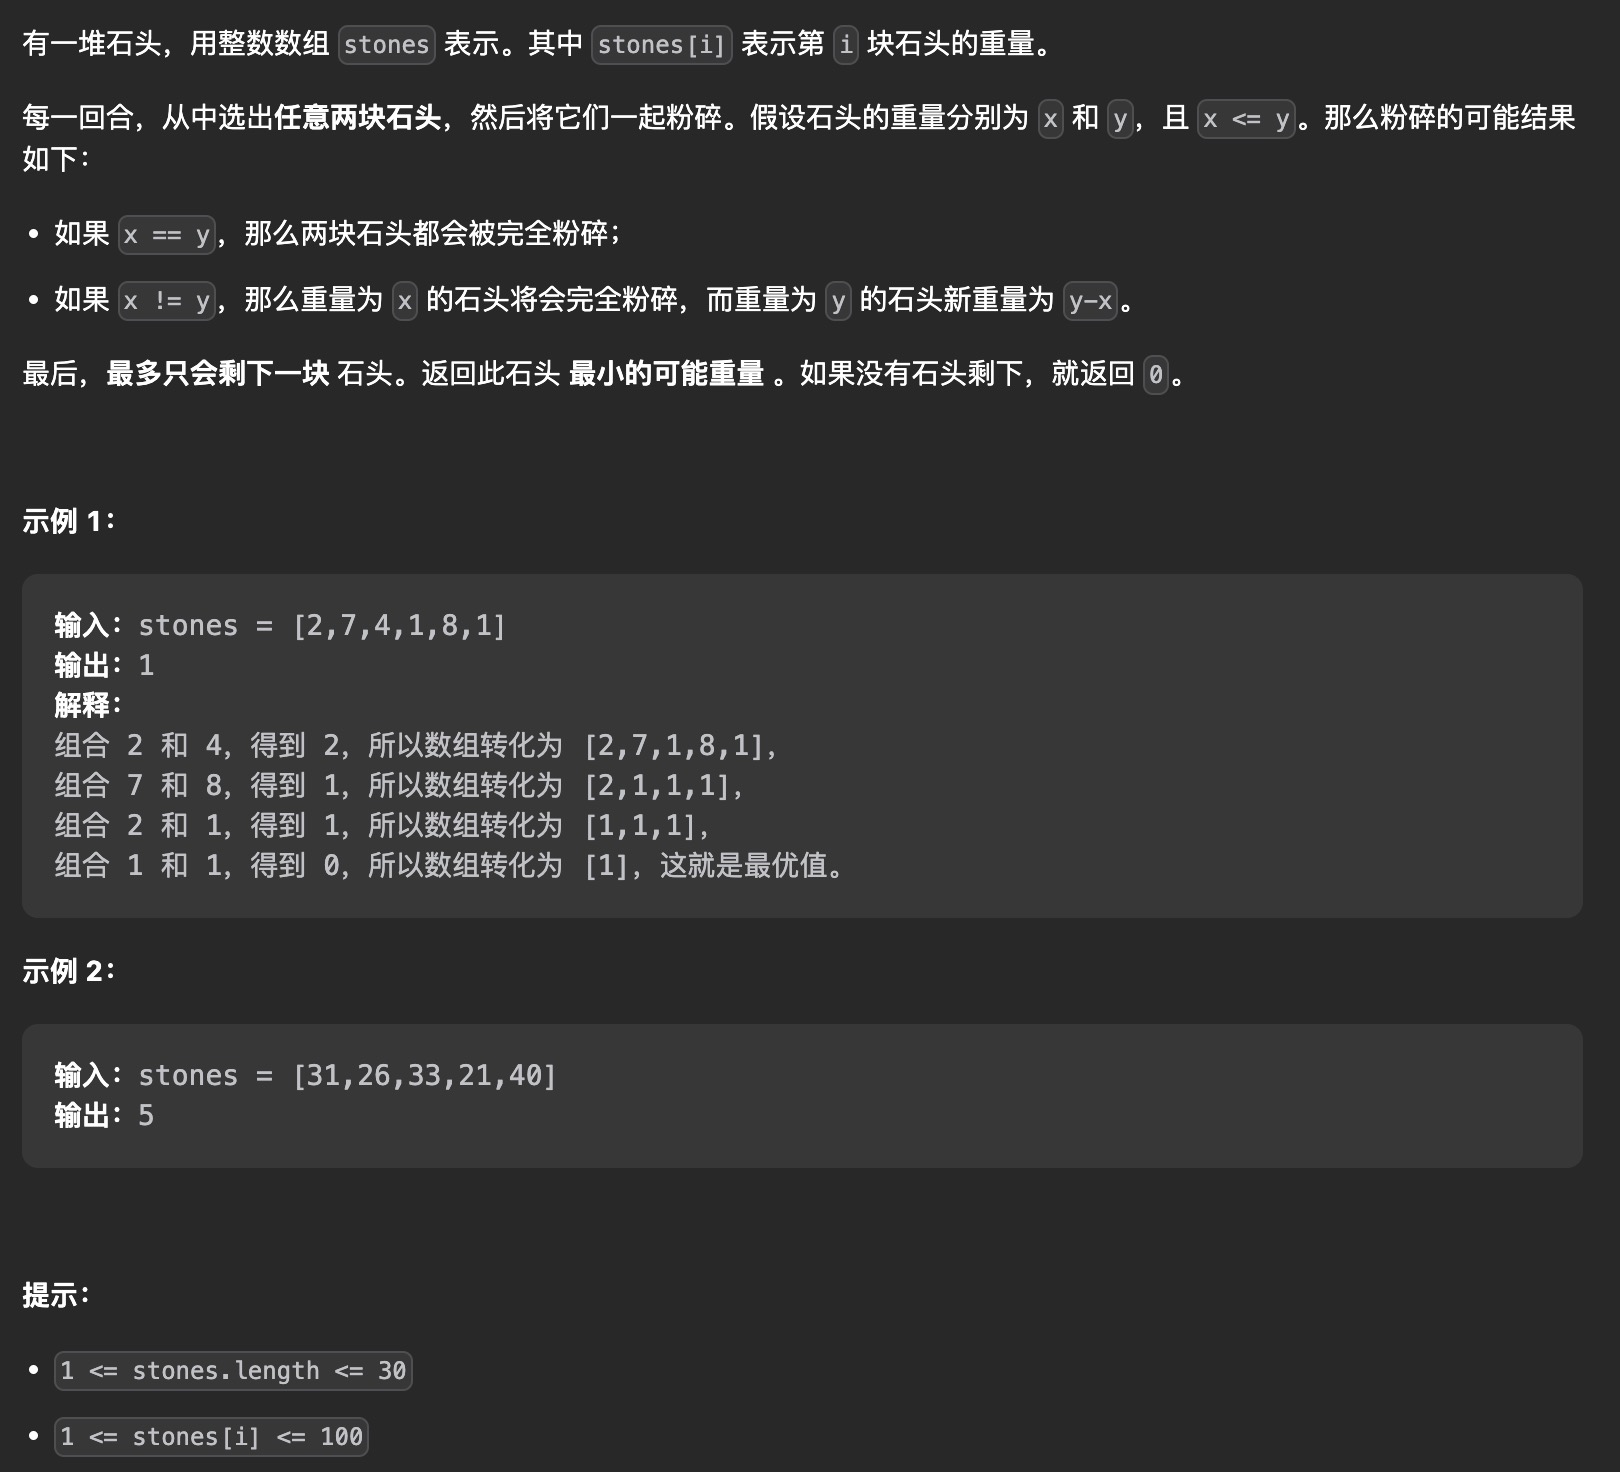 有一堆石头，用整数数组 stones 表示。其中 stones[i] 表示第 i 块石头的重量。
每一回合，从中选出任意两块石头，然后将它们一起粉碎。假设石头的重量分别为 x 和 y，且 x <= y。那么粉碎的可能结果
如下：
• 如果 x == y，那么两块石头都会被完全粉碎；
• 如果 x != y，那么重量为 x 的石头将会完全粉碎，而重量为 y 的石头新重量为 y-x。
最后，最多只会剩下一块 石头。返回此石头 最小的可能重量 。如果没有石头剩下，就返回 0。
示例 1：
输入：stones = [2,7,4,1,8,1]
输出：1
解释：
组合 2 和 4，得到 2，所以数组转化为 [2,7,1,8,1]，
组合 7 和 8，得到 1，所以数组转化为 [2,1,1,1]，
组合 2 和 1，得到 1，所以数组转化为 [1,1,1]，
组合 1 和 1，得到 0，所以数组转化为 [1]，这就是最优值。
示例 2：
输入：stones = [31,26,33,21,40]
输出：5
提示：
• 1 <= stones.length <= 30
• 1 <= stones[i] <= 100